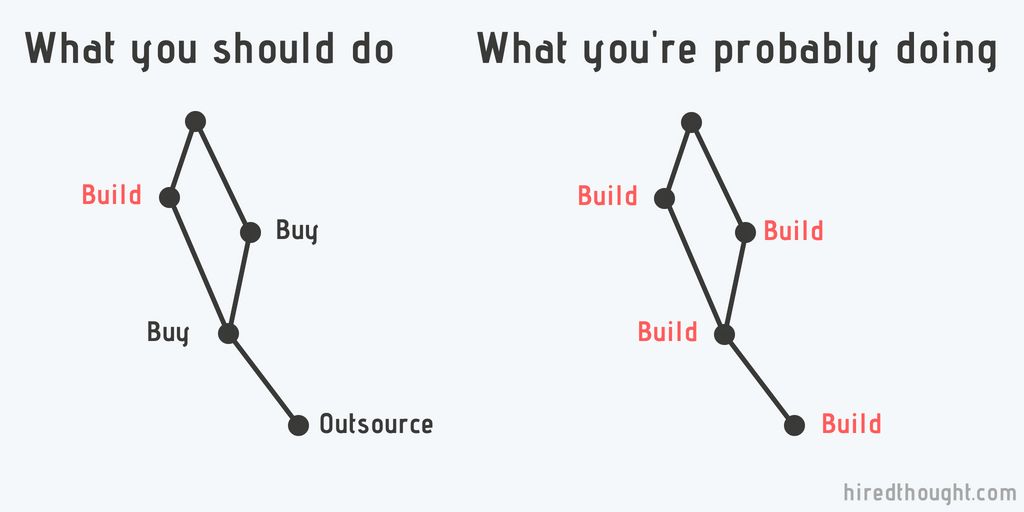 What you should do
Build
Buy
Buy
Outsource
What you're probably doing
Build
Build
Build
Build
hiredthought.com